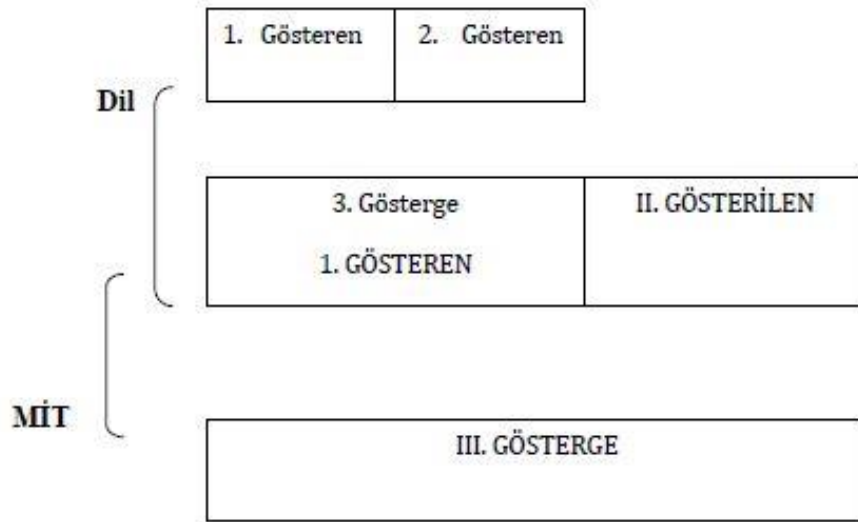 1. Gösteren
2. Gösteren
Dil
3. Gösterge
II. GÖSTERİLEN
1. GÖSTEREN
MİT
III. GÖSTERGE